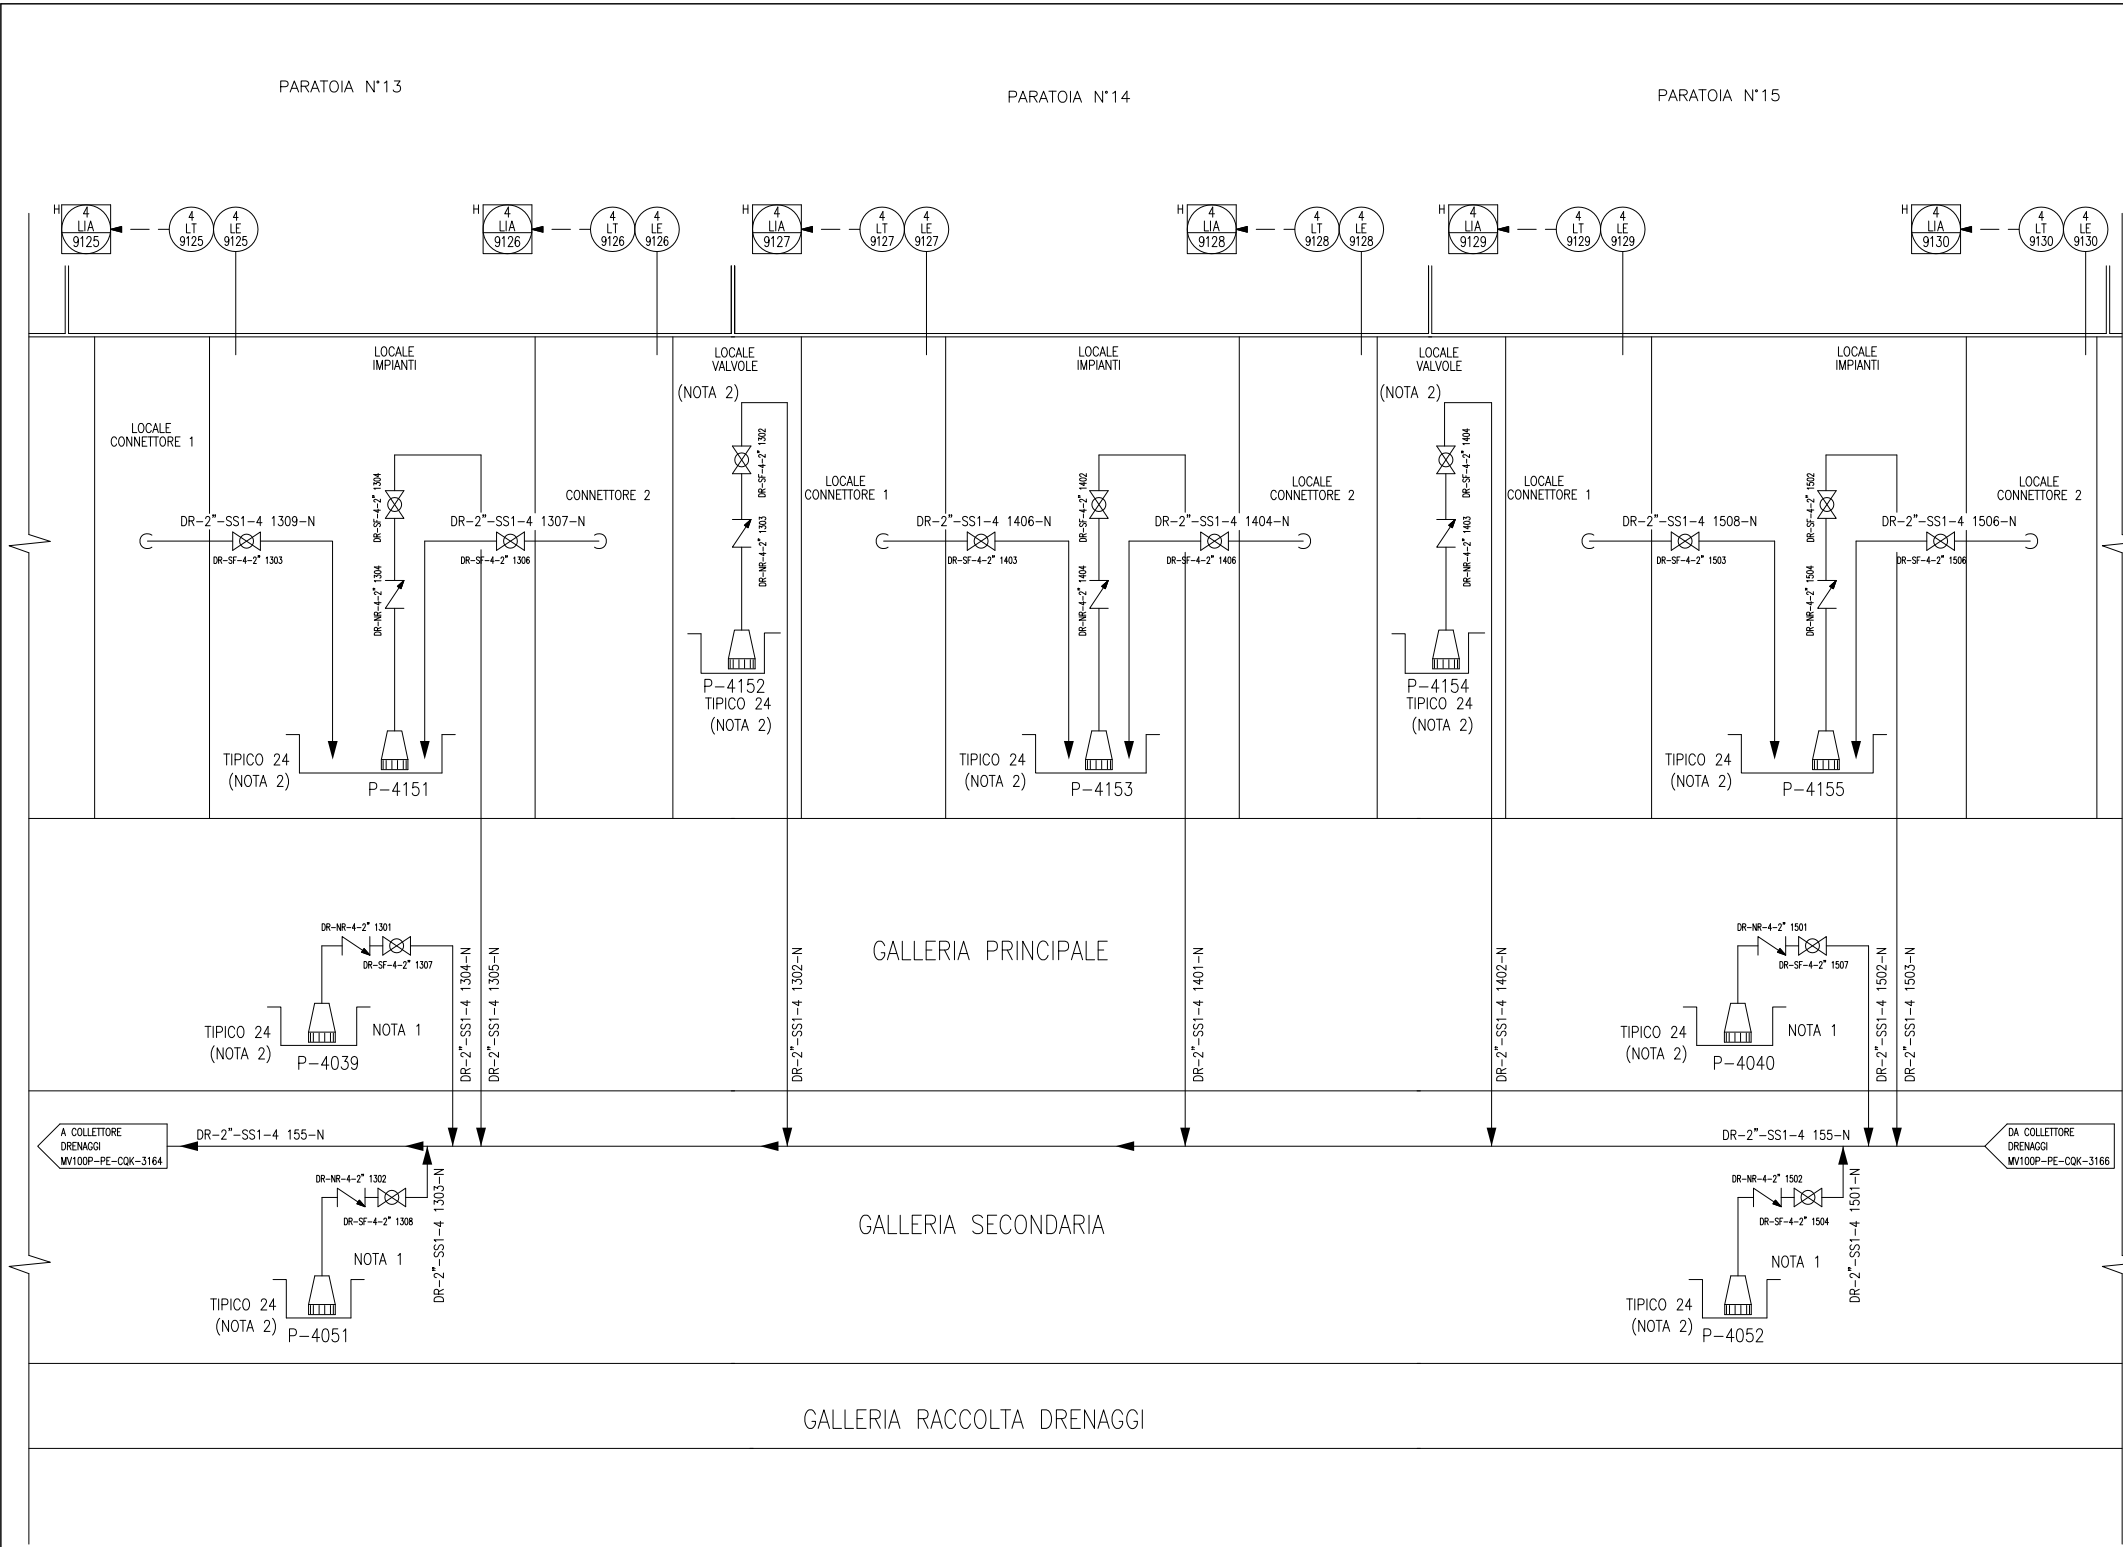 PARATOIA N°13
PARATOIA N°14
PARATOIA N°15
H
4
LIA
9125
4
LT
9125
4
LE
9125
H
4
LIA
9126
4
LT
9126
4
LE
9126
H
4
LIA
9127
4
LT
9127
4
LE
9127
H
4
LIA
9128
4
LT
9128
4
LE
9128
H
4
LIA
9129
4
LT
9129
4
LE
9129
H
4
LIA
9130
4
LT
9130
4
LE
9130
LOCALE
IMPIANTI
LOCALE
VALVOLE
(NOTA 2)
LOCALE
IMPIANTI
LOCALE
VALVOLE
(NOTA 2)
LOCALE
IMPIANTI
LOCALE
CONNETTORE 1
CONNETTORE 2
LOCALE
CONNETTORE 1
LOCALE
CONNETTORE 2
LOCALE
CONNETTORE 1
LOCALE
CONNETTORE 2
DR-2"-SS1-4 1309-N
DR-SF-4-2" 1303
DR-SF-4-2" 1304
DR-NR-4-2" 1304
DR-2"-SS1-4 1307-N
DR-SF-4-2" 1306
DR-SF-4-2" 1302
DR-NR-4-2" 1303
DR-2"-SS1-4 1406-N
DR-SF-4-2" 1403
DR-SF-4-2" 1402
DR-NR-4-2" 1404
DR-2"-SS1-4 1404-N
DR-SF-4-2" 1406
DR-SF-4-2" 1404
DR-NR-4-2" 1403
DR-2"-SS1-4 1508-N
DR-SF-4-2" 1503
DR-SF-4-2" 1502
DR-NR-4-2" 1504
DR-2"-SS1-4 1506-N
DR-SF-4-2" 1506
P-4152
TIPICO 24
(NOTA 2)
P-4154
TIPICO 24
(NOTA 2)
TIPICO 24
(NOTA 2)
P-4151
TIPICO 24
(NOTA 2)
P-4153
TIPICO 24
(NOTA 2)
P-4155
GALLERIA PRINCIPALE
DR-NR-4-2" 1301
DR-SF-4-2" 1307
TIPICO 24
(NOTA 2)
NOTA 1
P-4039
DR-2"-SS1-4 1304-N
DR-2"-SS1-4 1305-N
DR-2"-SS1-4 1302-N
DR-2"-SS1-4 1401-N
DR-2"-SS1-4 1402-N
DR-NR-4-2" 1501
DR-SF-4-2" 1507
TIPICO 24
(NOTA 2)
NOTA 1
P-4040
DR-2"-SS1-4 1502-N
DR-2"-SS1-4 1503-N
A COLLETTORE
DRENAGGI
MV100P-PE-CQK-3164
DR-2"-SS1-4 155-N
DR-2"-SS1-4 155-N
DA COLLETTORE
DRENAGGI
MV100P-PE-CQK-3166
DR-NR-4-2" 1302
DR-SF-4-2" 1308
DR-2"-SS1-4 1303-N
NOTA 1
TIPICO 24
(NOTA 2)
P-4051
GALLERIA SECONDARIA
DR-NR-4-2" 1502
DR-SF-4-2" 1504
DR-2"-SS1-4 1501-N
NOTA 1
TIPICO 24
(NOTA 2)
P-4052
GALLERIA RACCOLTA DRENAGGI